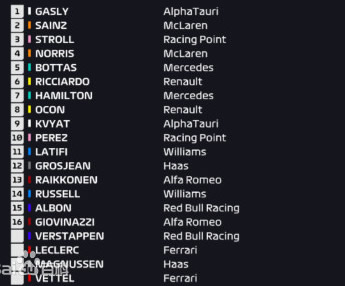 1 GASLY AlphaTauri
2 SAINZ McLaren
3 STROLL Racing Point
4 NORRIS McLaren
5 BOTTAS Mercedes
6 RICCIARDO Renault
7 HAMILTON Mercedes
8 OCON Renault
9 KVYAT AlphaTauri
10 PEREZ Racing Point
11 LATIFI Williams
12 GROSJEAN Haas
13 RAIKKONEN Alfa Romeo
14 RUSSELL Williams
15 ALBON Red Bull Racing
16 GIOVINAZZI Alfa Romeo
VERSTAPPEN Red Bull Racing
LECLERC Ferrari
MAGNUSSEN Haas
VETTEL Ferrari